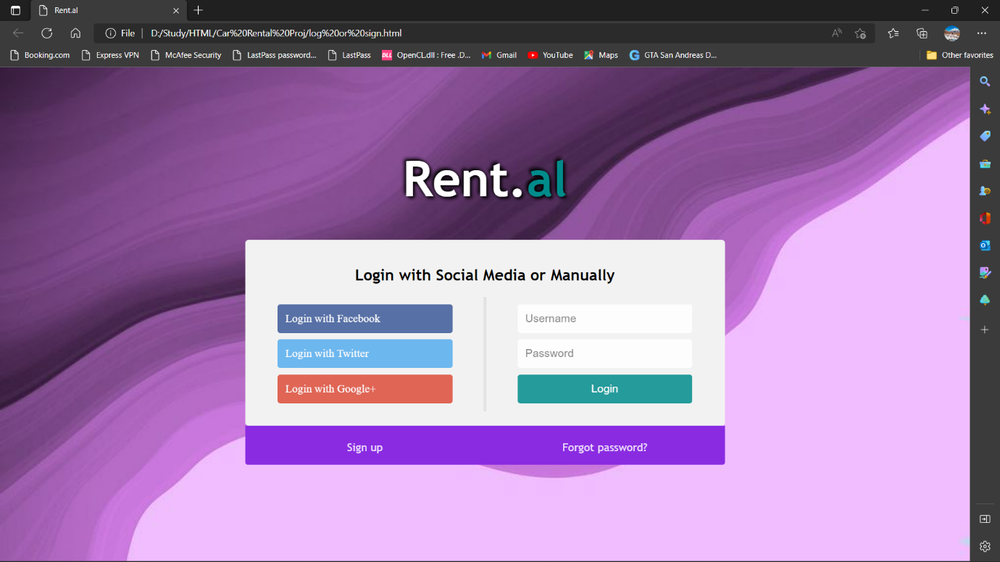 Rent.al
File
D:/Study/HTML/Car%20Rental%20Proj/log%20or%20sign.html
Booking.com
Express VPN
McAfee Security
LastPass password...
LastPass
DLL
OpenCL.dll : Free .D...
Gmail
YouTube
Maps
GTA San Andreas D...
Other favorites
Rent.al
Login with Social Media or Manually
Login with Facebook
Username
Login with Twitter
Password
Login with Google+
Login
Sign up
Forgot password?